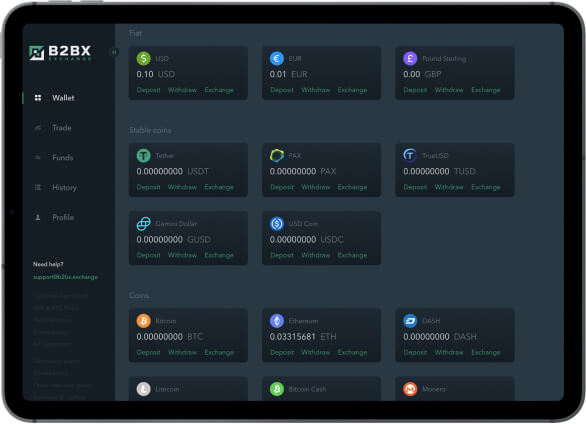 B2BX
EXCHANGE
Wallet
Trade
Funds
History
Profile
Need help?
support@b2bx.exchange
Fiat
USD
0.10 USD
Deposit Withdraw Exchange
EUR
0.01 EUR
Deposit Withdraw Exchange
Pound Sterling
0.00 GBP
Deposit Withdraw Exchange
Stable coins
Tether
0.00000000 USDT
Deposit Withdraw Exchange
PAX
0.00000000 PAX
Deposit Withdraw Exchange
TrueUSD
0.00000000 TUSD
Deposit Withdraw Exchange
Gemini Dollar
0.00000000 GUSD
Deposit Withdraw Exchange
USD Coin
0.00000000 USDC
Deposit Withdraw Exchange
Coins
Bitcoin
0.00000000 BTC
Deposit Withdraw Exchange
Ethereum
0.03315681 ETH
Deposit Withdraw Exchange
DASH
0.00000000 DASH
Deposit Withdraw Exchange
Litecoin
Bitcoin Cash
Monero